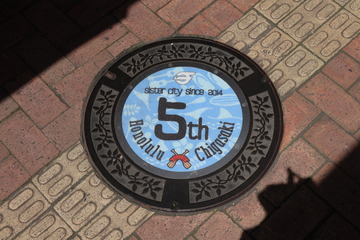 sister city since 2014
5th
Honolulu Chigasaki